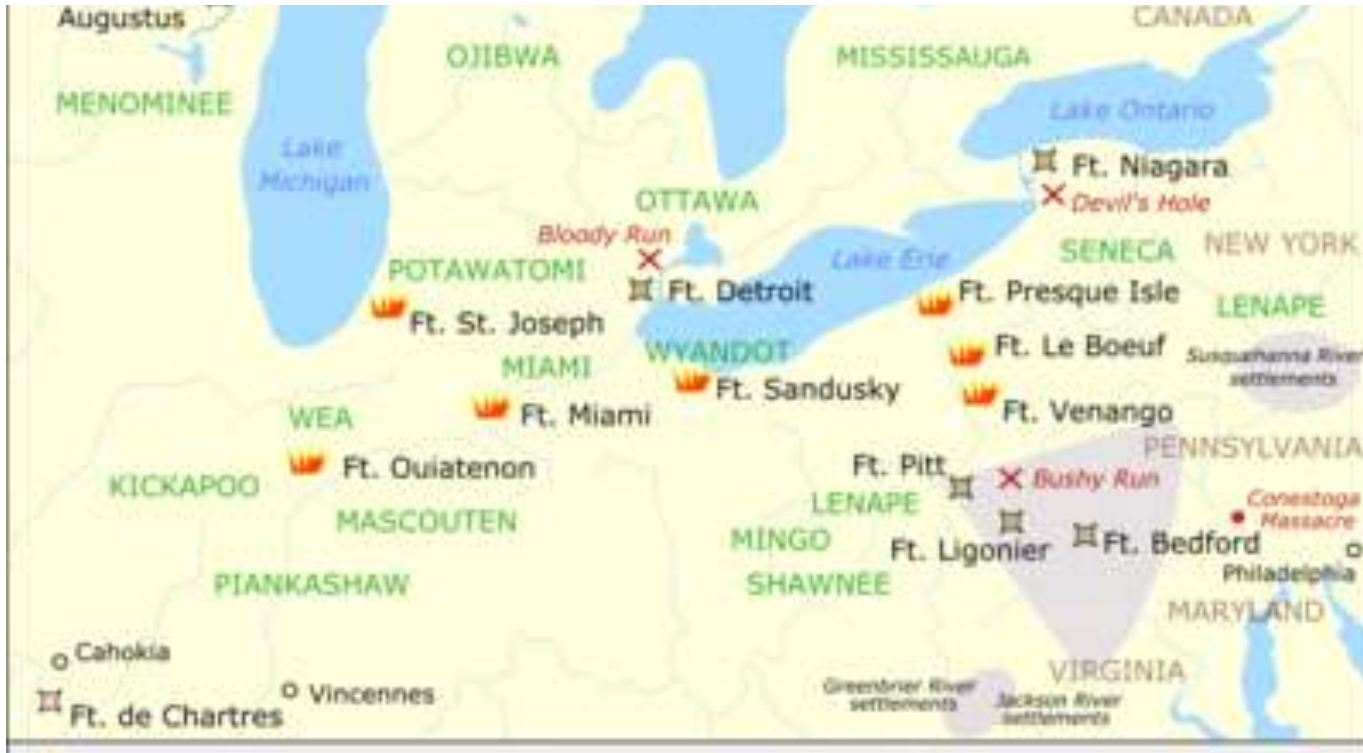 Augustus
CANADA
OJIBWA
MISSISSAUGA
MENOMINEE
Lake Ontario
Lake
Michigan
Ft. Niagara
OTTAWA
Devil's Hole
Bloody Run
SENECA
NEW YORK
Lake Erie
POTAWATOMI
Ft. Detroit
Ft. Presque Isle
LENAPE
Ft. St. Joseph
WYANDOT
Ft. Le Boeuf
Susquehanna River
settlements
MIAMI
Ft. Sandusky
Ft. Miami
Ft. Venango
WEA
PENNSYLVANIA
Ft. Ouiatenon
Ft. Pitt
Bushy Run
KICKAPOO
LENAPE
Conestoga
Massacre
MASCOUTEN
MINGO
Ft. Ligonier
Ft. Bedford
Philadelphia
PIANKASHAW
SHAWNEE
MARYLAND
Cahokia
VIRGINIA
Vincennes
Greenbrier River
settlements
Jackson River
settlements
Ft. de Chartres